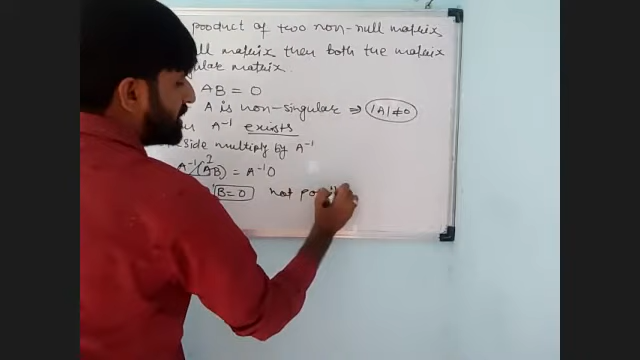 product of two non-null matrix
ll matrix then both the matrix
gular matrix.
AB = 0
A is non-singular ⇒ |A|≠0
A⁻¹ exists
side multiply by A⁻¹
A⁻¹(AB) = A⁻¹0
B=0 not po